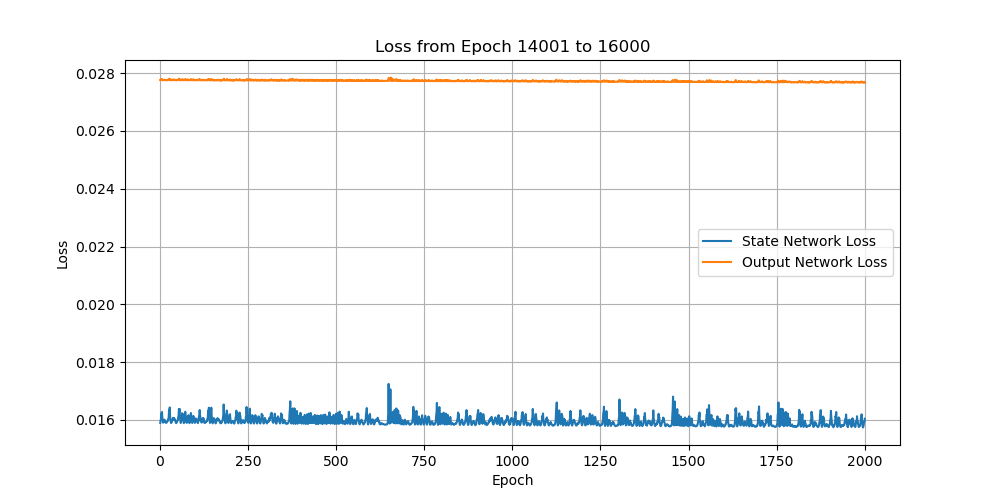 Loss from Epoch 14001 to 16000
0.028
0.026
0.024
0.022
0.020
0.018
0.016
Loss
State Network Loss
Output Network Loss
0 250 500 750 1000 1250 1500 1750 2000
Epoch